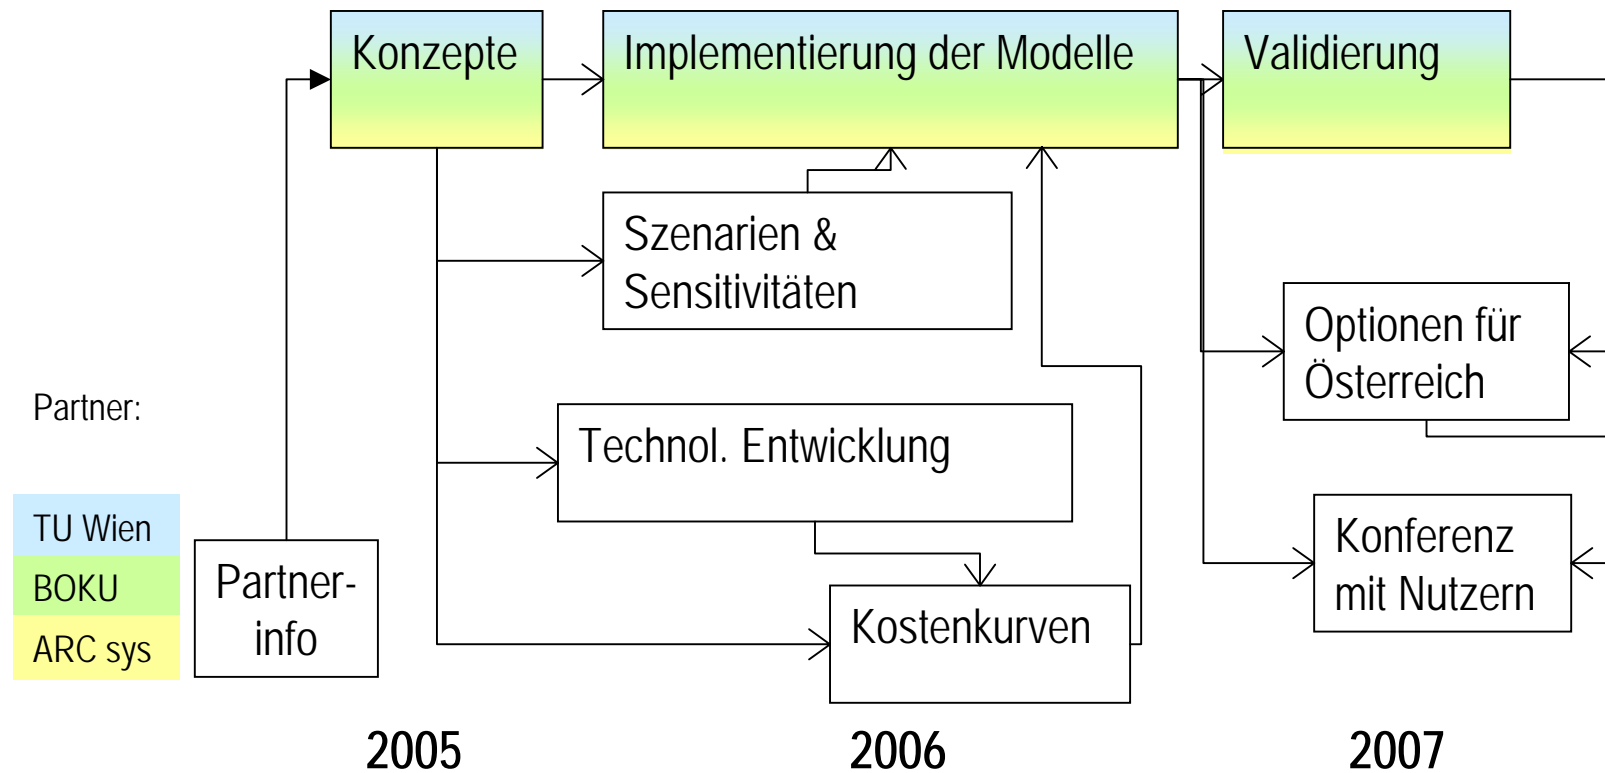 Konzepte
Implementierung der Modelle
Validierung
Szenarien &
Sensitivitäten
Optionen für
Österreich
Partner:
Technol. Entwicklung
TU Wien
BOKU
ARC sys
Partner-
info
Konferenz
mit Nutzern
Kostenkurven
2005
2006
2007